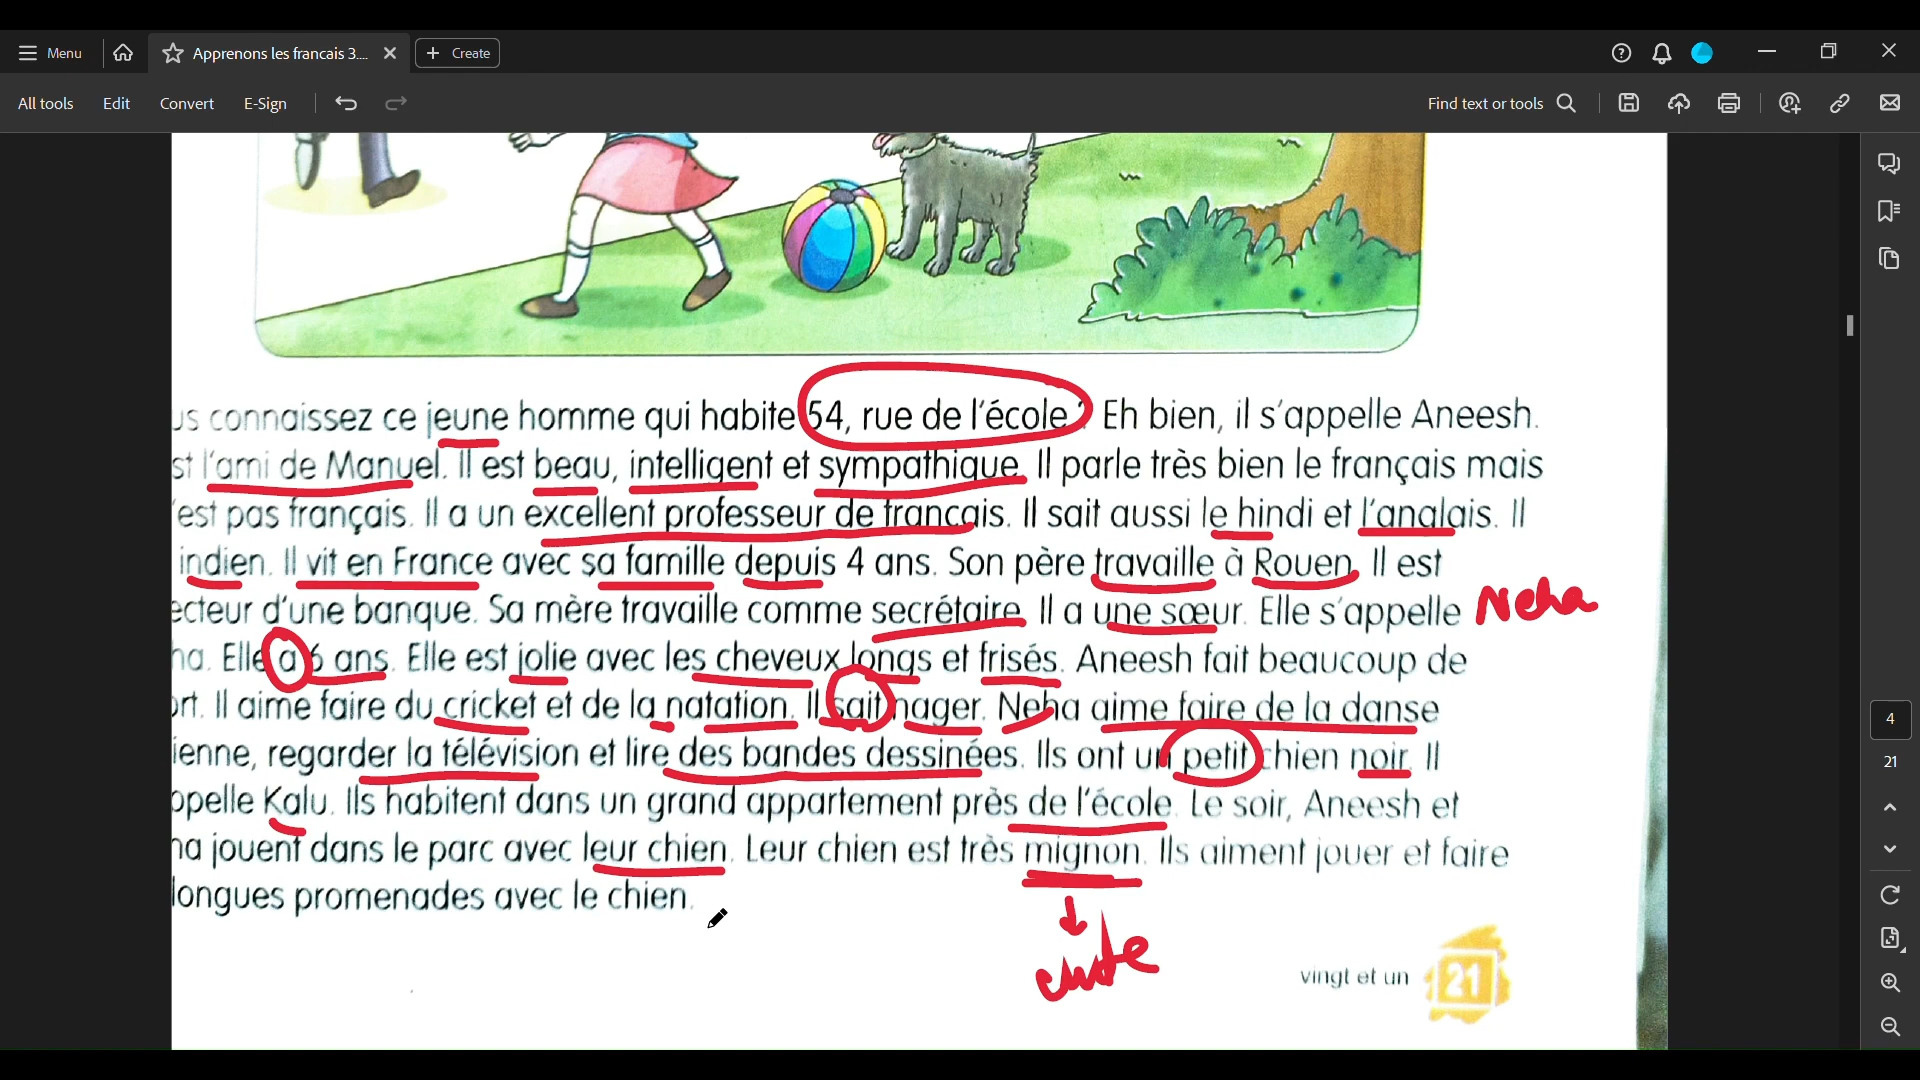 Menu
Apprenons les francais 3....
Create
All tools
Edit
Convert
E-Sign
Find text or tools
us connaissez ce jeune homme qui habite 54, rue de l'école ? Eh bien, il s'appelle Aneesh.
st l'ami de Manuel. Il est beau, intelligent et sympathique. Il parle très bien le français mais
'est pas français. Il a un excellent professeur de français. Il sait aussi le hindi et l'anglais. Il
indien. Il vit en France avec sa famille depuis 4 ans. Son père travaille à Rouen. Il est
ecteur d'une banque. Sa mère travaille comme secrétaire. Il a une sœur. Elle s'appelle Neha
ha. Elle a 6 ans. Elle est jolie avec les cheveux longs et frisés. Aneesh fait beaucoup de
ort. Il aime faire du cricket et de la natation. Il sait nager. Neha aime faire de la danse
ienne, regarder la télévision et lire des bandes dessinées. Ils ont un petit chien noir. Il
ppelle Kalu. Ils habitent dans un grand appartement près de l'école. Le soir, Aneesh et
ha jouent dans le parc avec leur chien. Leur chien est très mignon. Ils aiment jouer et faire
longues promenades avec le chien.
cute
vingt et un 21
4
21